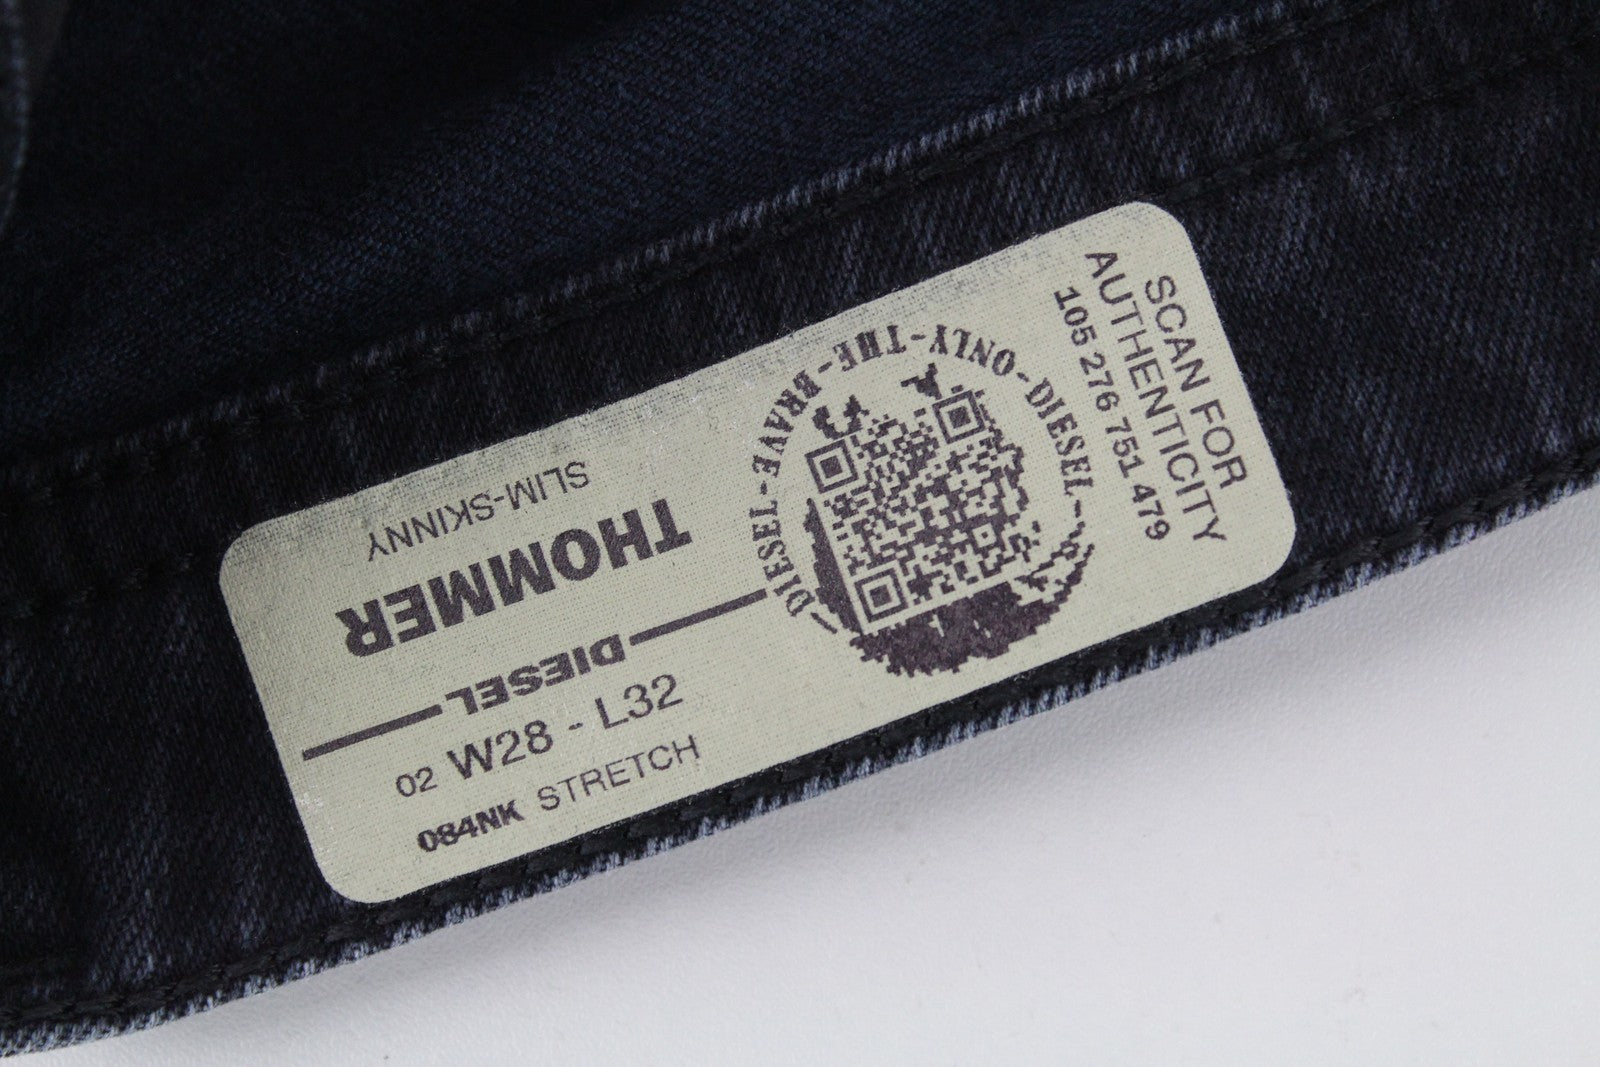 SLIM-SKINNY
THOMMER
DIESEL
02 W28 - L32
084NK STRETCH
DIESEL-ONLY-THE-BRAVE-DIESEL
SCAN FOR
AUTHENTICITY
105 276 751 479